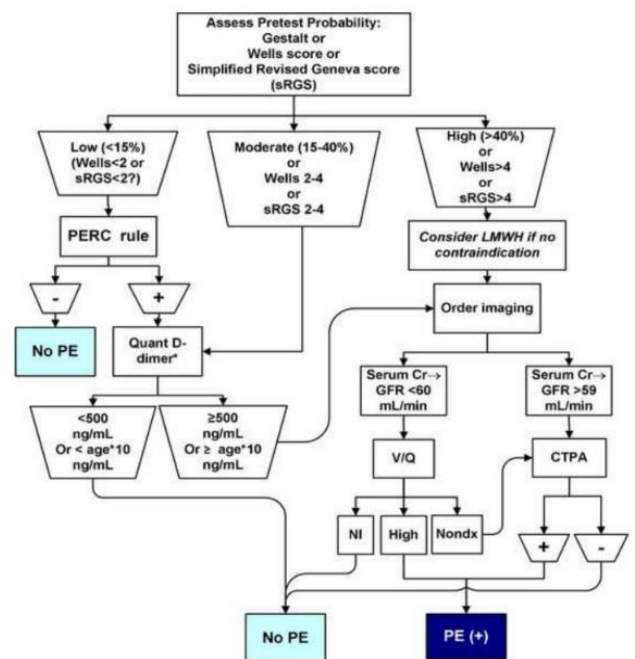 Assess Pretest Probability:
Gestalt or
Wells score or
Simplified Revised Geneva score
(sRGS)
Low (<15%)
(Wells<2 or
sRGS<2?)
Moderate (15-40%)
or
Wells 2-4
or
sRGS 2-4
High (>40%)
or
Wells>4
or
sRGS>4
PERC rule
Consider LMWH if no
contraindication
-
+
Order imaging
No PE
Quant D-
dimer*
Serum Cr→
GFR <60
mL/min
Serum Cr→
GFR >59
mL/min
<500
ng/mL
Or < age*10
ng/mL
≥500
ng/mL
Or ≥ age*10
ng/mL
V/Q
CTPA
NI
High
Nondx
+
-
No PE
PE (+)